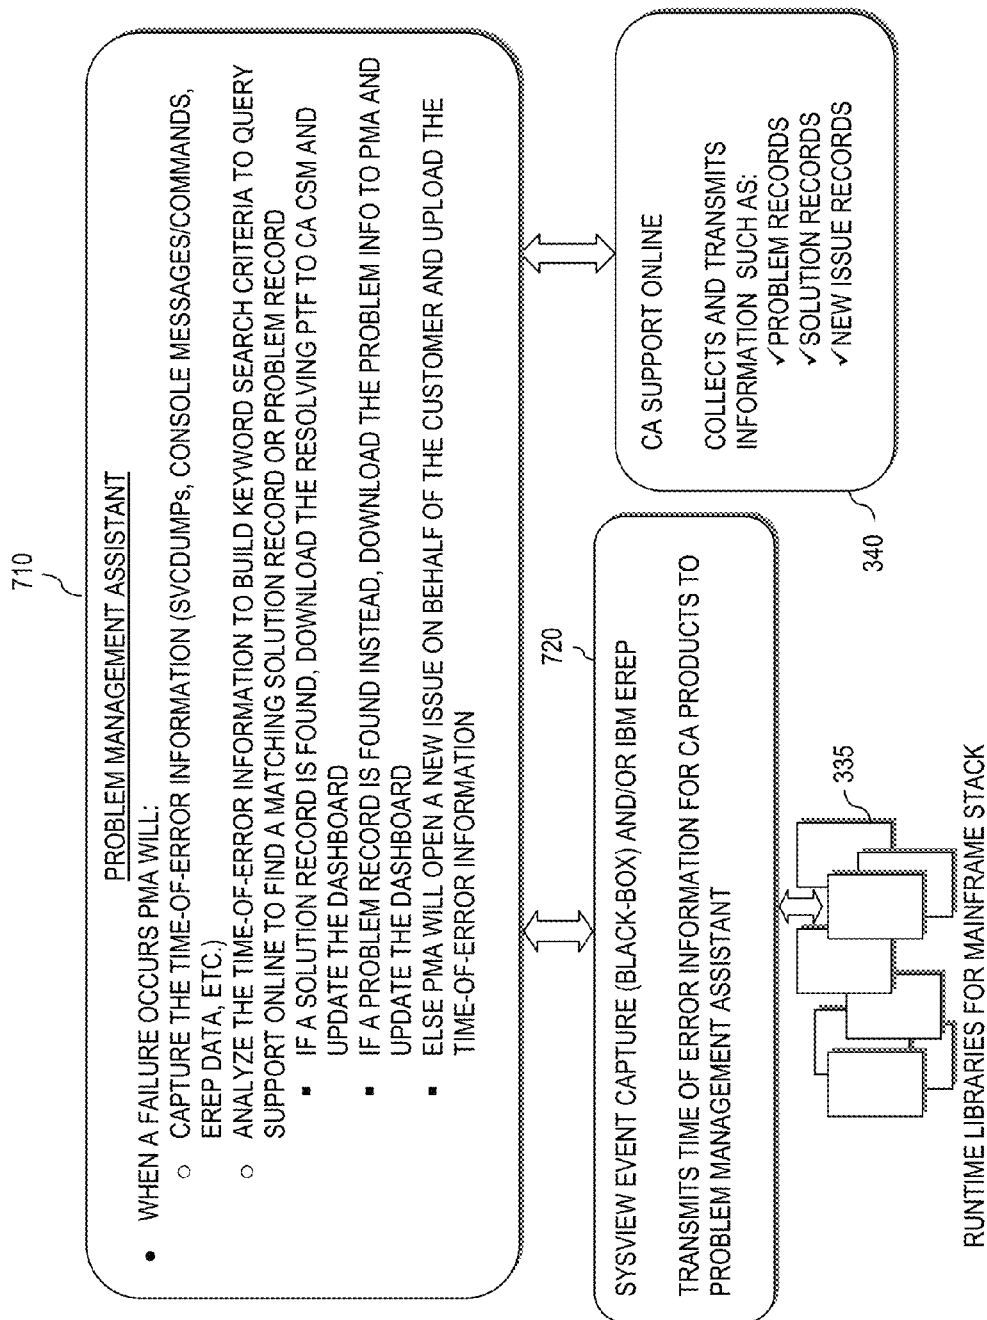 710
PROBLEM MANAGEMENT ASSISTANT
• WHEN A FAILURE OCCURS PMA WILL:
○ CAPTURE THE TIME-OF-ERROR INFORMATION (SVCDUMPs, CONSOLE MESSAGES/COMMANDS,
EREP DATA, ETC.)
○ ANALYZE THE TIME-OF-ERROR INFORMATION TO BUILD KEYWORD SEARCH CRITERIA TO QUERY
SUPPORT ONLINE TO FIND A MATCHING SOLUTION RECORD OR PROBLEM RECORD
▪ IF A SOLUTION RECORD IS FOUND, DOWNLOAD THE RESOLVING PTF TO CA CSM AND
UPDATE THE DASHBOARD
▪ IF A PROBLEM RECORD IS FOUND INSTEAD, DOWNLOAD THE PROBLEM INFO TO PMA AND
UPDATE THE DASHBOARD
▪ ELSE PMA WILL OPEN A NEW ISSUE ON BEHALF OF THE CUSTOMER AND UPLOAD THE
TIME-OF-ERROR INFORMATION
720
SYSVIEW EVENT CAPTURE (BLACK-BOX) AND/OR IBM EREP
TRANSMITS TIME OF ERROR INFORMATION FOR CA PRODUCTS TO
PROBLEM MANAGEMENT ASSISTANT
335
RUNTIME LIBRARIES FOR MAINFRAME STACK
CA SUPPORT ONLINE
COLLECTS AND TRANSMITS
INFORMATION SUCH AS:
✓PROBLEM RECORDS
✓SOLUTION RECORDS
✓NEW ISSUE RECORDS
340